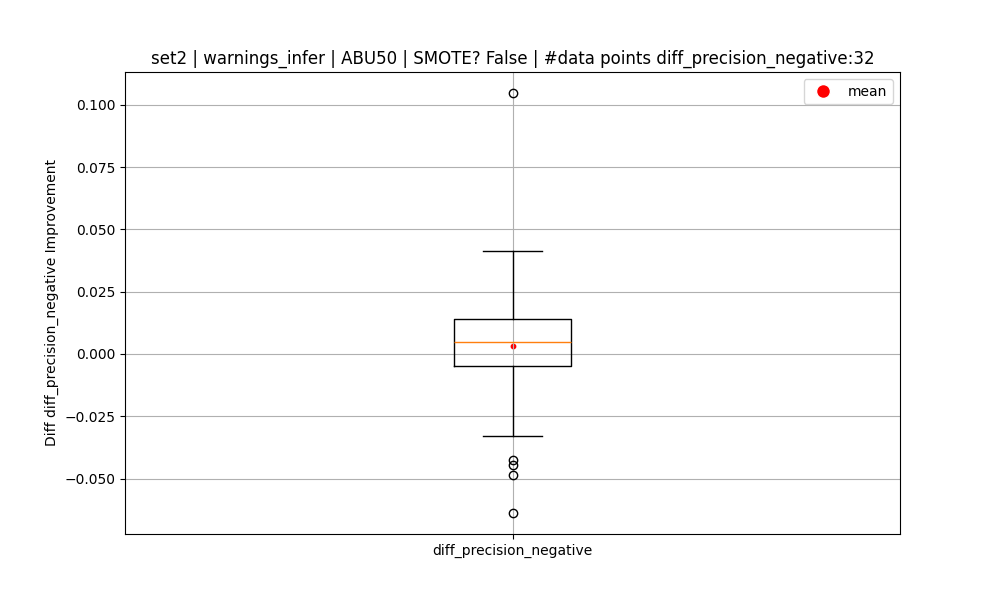 set2 | warnings_infer | ABU50 | SMOTE? False | #data points diff_precision_negative:32
mean
0.100
0.075
0.050
0.025
0.000
−0.025
−0.050
Diff diff_precision_negative Improvement
diff_precision_negative